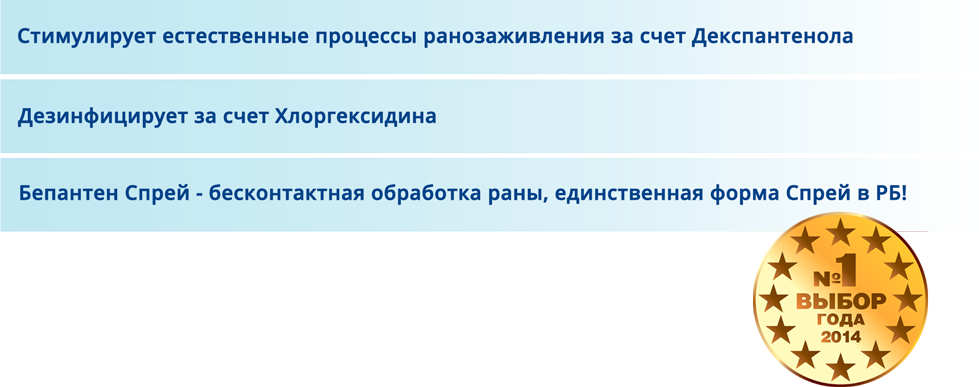 Стимулирует естественные процессы ранозаживления за счет Декспантенола
Дезинфицирует за счет Хлоргексидина
Бепантен Спрей - бесконтактная обработка раны, единственная форма Спрей в РБ!
№1
ВЫБОР
ГОДА
2014